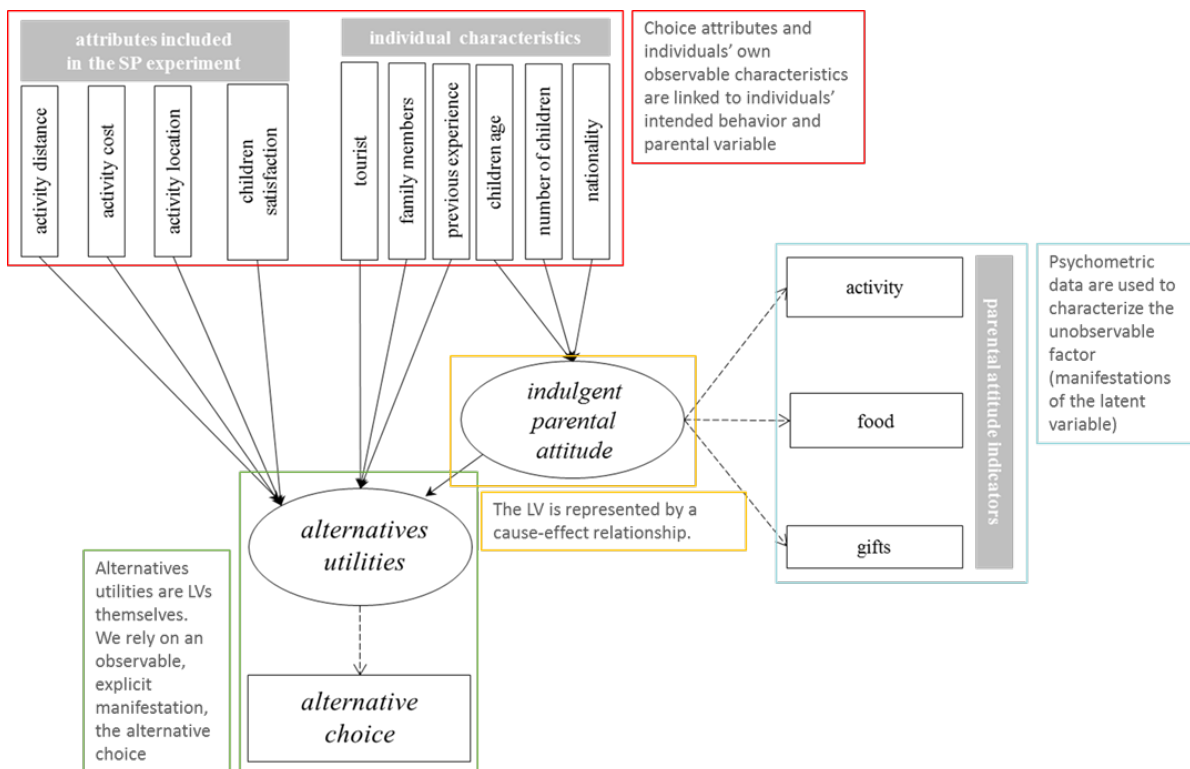 attributes included
in the SP experiment
individual characteristics
activity distance
activity cost
activity location
children
satisfaction
tourist
family members
previous experience
children age
number of children
nationality
Choice attributes and
individuals’ own
observable characteristics
are linked to individuals’
intended behavior and
parental variable
activity
food
gifts
parental attitude indicators
Psychometric
data are used to
characterize the
unobservable
factor
(manifestations
of the latent
variable)
indulgent
parental
attitude
The LV is represented by a
cause-effect relationship.
alternatives
utilities
Alternatives
utilities are LVs
themselves.
We rely on an
observable,
explicit
manifestation,
the alternative
choice
alternative
choice